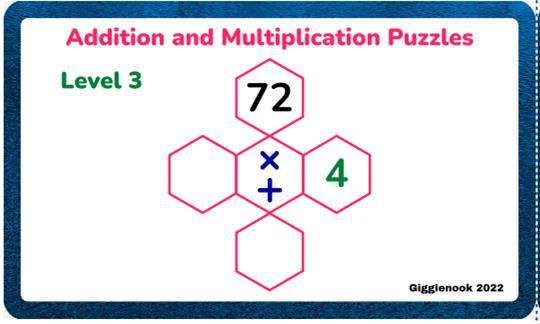 Addition and Multiplication Puzzles
Level 3
72
×
+
4
Gigglenook 2022